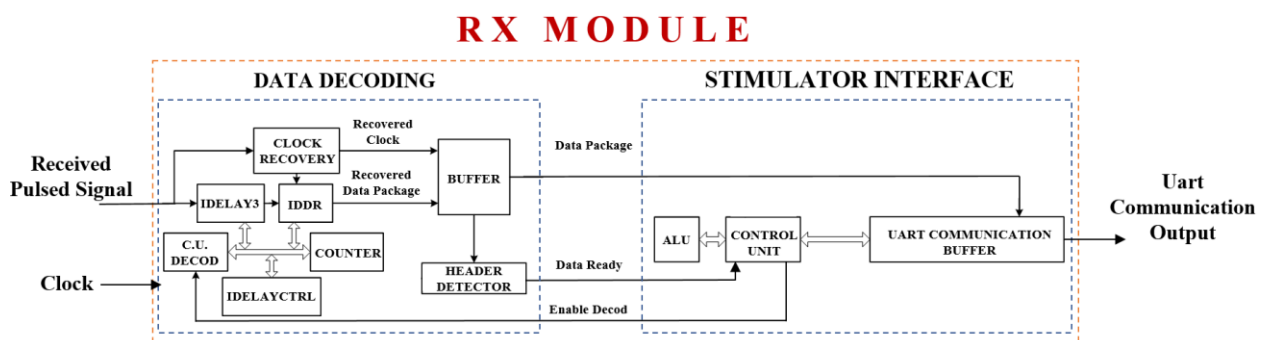 RX MODULE
DATA DECODING
STIMULATOR INTERFACE
Received
Pulsed Signal
Clock
CLOCK
RECOVERY
Recovered
Clock
Recovered
Data Package
IDELAY3
IDDR
BUFFER
C.U.
DECOD
COUNTER
IDELAYCTRL
HEADER
DETECTOR
Data Package
Data Ready
Enable Decod
ALU
CONTROL
UNIT
UART COMMUNICATION
BUFFER
Uart
Communication
Output